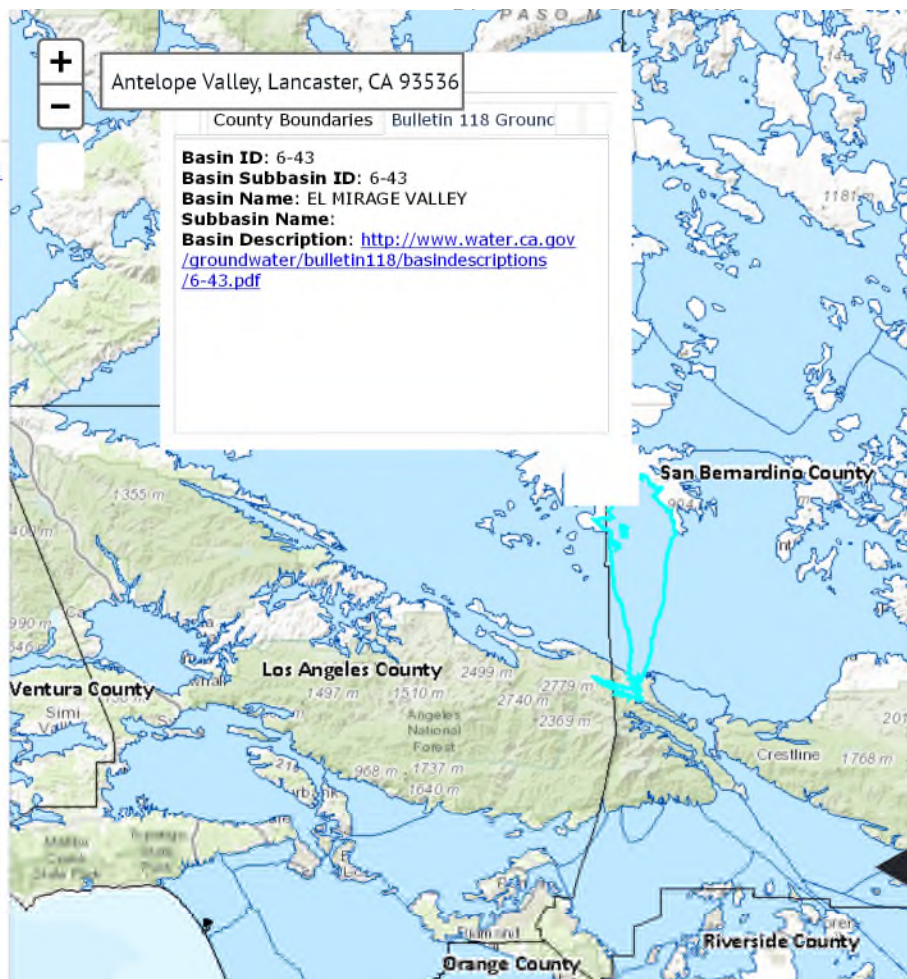 PASO
+
−
Antelope Valley, Lancaster, CA 93536
County Boundaries
Bulletin 118 Ground
Basin ID: 6-43
Basin Subbasin ID: 6-43
Basin Name: EL MIRAGE VALLEY
Subbasin Name:
Basin Description: http://www.water.ca.gov
/groundwater/bulletin118/basindescriptions
/6-43.pdf
1181 m
San Bernardino County
1355 m
Los Angeles County
2499 m
Ventura County
1497 m
1510 m
2779 m
2740 m
Simi
Angeles
National
Forest
2369 m
Crestline
1768 m
968 m
1737 m
1640 m
State Park
Riverside County
Orange County